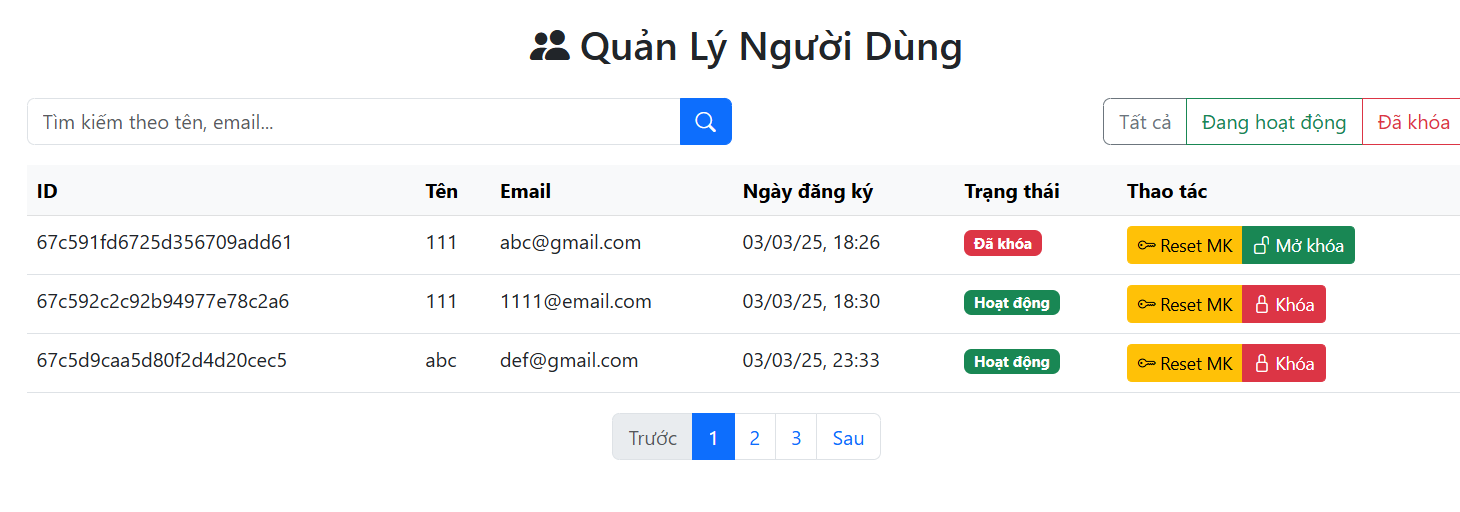 Quản Lý Người Dùng
Tìm kiếm theo tên, email... Tất cả Đang hoạt động Đã khóa
ID Tên Email Ngày đăng ký Trạng thái Thao tác
67c591fd6725d356709add61 111 abc@gmail.com 03/03/25, 18:26 Đã khóa Reset MK Mở khóa
67c592c2c92b94977e78c2a6 111 1111@email.com 03/03/25, 18:30 Hoạt động Reset MK Khóa
67c5d9caa5d80f2d4d20cec5 abc def@gmail.com 03/03/25, 23:33 Hoạt động Reset MK Khóa
Trước 1 2 3 Sau